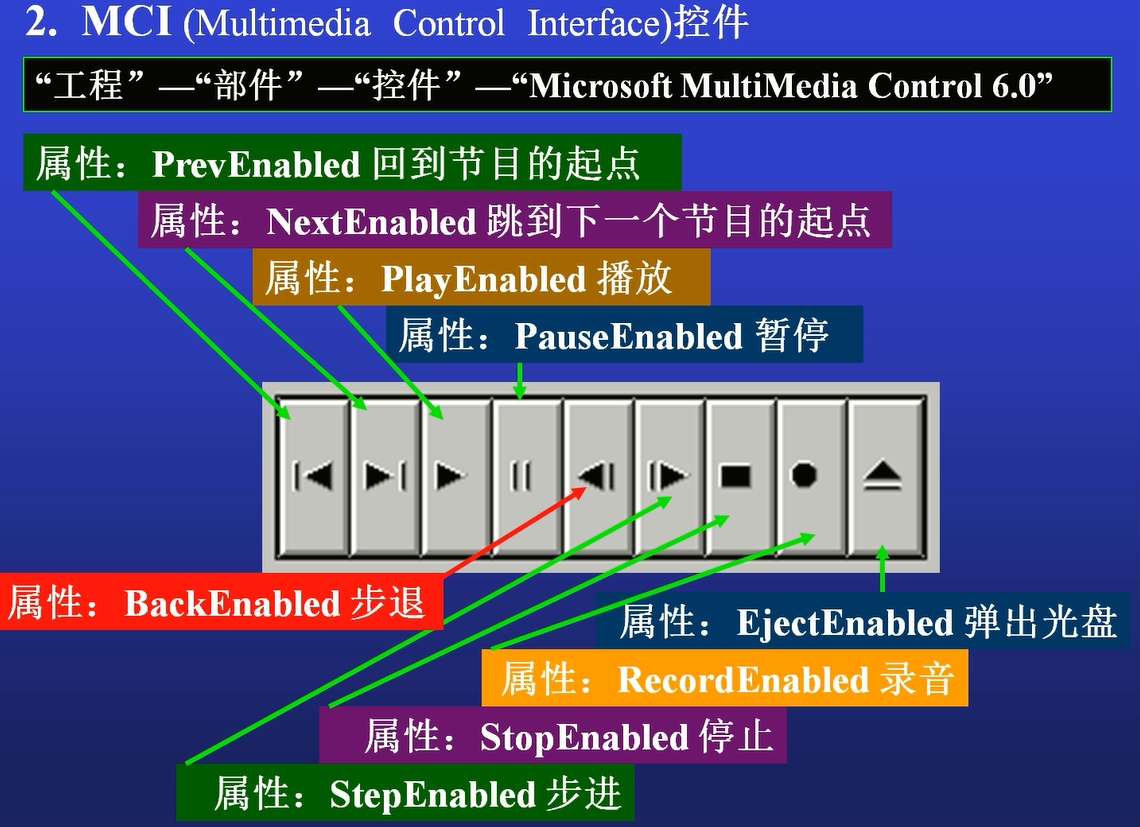 2. MCI (Multimedia Control Interface)控件
“工程”—“部件”—“控件”—“Microsoft MultiMedia Control 6.0”
属性：PrevEnabled 回到节目的起点
属性：NextEnabled 跳到下一个节目的起点
属性：PlayEnabled 播放
属性：PauseEnabled 暂停
属性：BackEnabled 步退
属性：EjectEnabled 弹出光盘
属性：RecordEnabled 录音
属性：StopEnabled 停止
属性：StepEnabled 步进